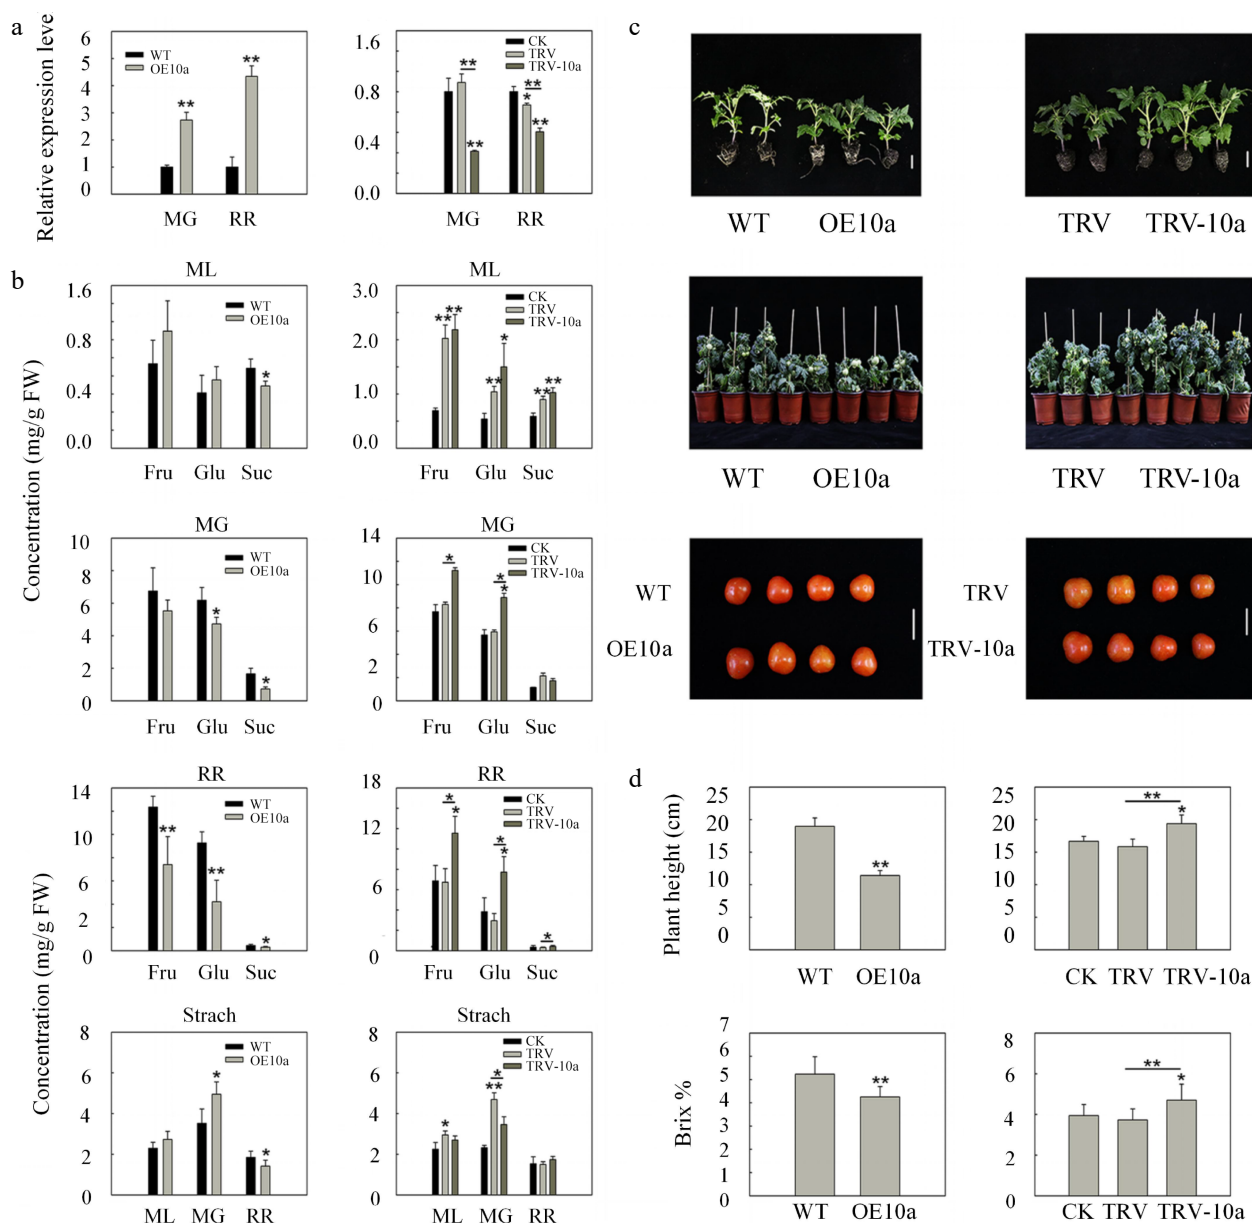 a
Relative expression leve
6
5
4
3
2
1
0
WT
OE10a
**
**
MG RR
1.6
0.8
0.4
0.0
CK
TRV
TRV-10a
**
**
**
*
**
MG RR
b
Concentration (mg/g FW)
ML
1.6
0.8
0.4
0.0
WT
OE10a
*
Fru Glu Suc
ML
3.0
2.0
1.0
0.0
CK
TRV
TRV-10a
** **
** *
** **
Fru Glu Suc
MG
10
8
6
4
2
0
WT
OE10a
*
*
Fru Glu Suc
MG
14
10
6
2
0
CK
TRV
TRV-10a
*
*
*
Fru Glu Suc
Concentration (mg/g FW)
RR
14
10
6
2
0
WT
OE10a
**
**
*
Fru Glu Suc
RR
18
12
6
0
CK
TRV
TRV-10a
*
*
*
*
*
Fru Glu Suc
Strach
8
6
4
2
0
WT
OE10a
*
*
ML MG RR
Strach
8
6
4
2
0
CK
TRV
TRV-10a
*
*
**
ML MG RR
c
WT OE10a
TRV TRV-10a
WT OE10a
TRV TRV-10a
WT
OE10a
TRV
TRV-10a
d
Plant height (cm)
25
20
15
10
5
0
**
WT OE10a
25
20
15
10
5
0
**
*
CK TRV TRV-10a
Brix %
7
6
5
4
3
2
1
0
**
WT OE10a
8
6
4
2
0
**
*
CK TRV TRV-10a